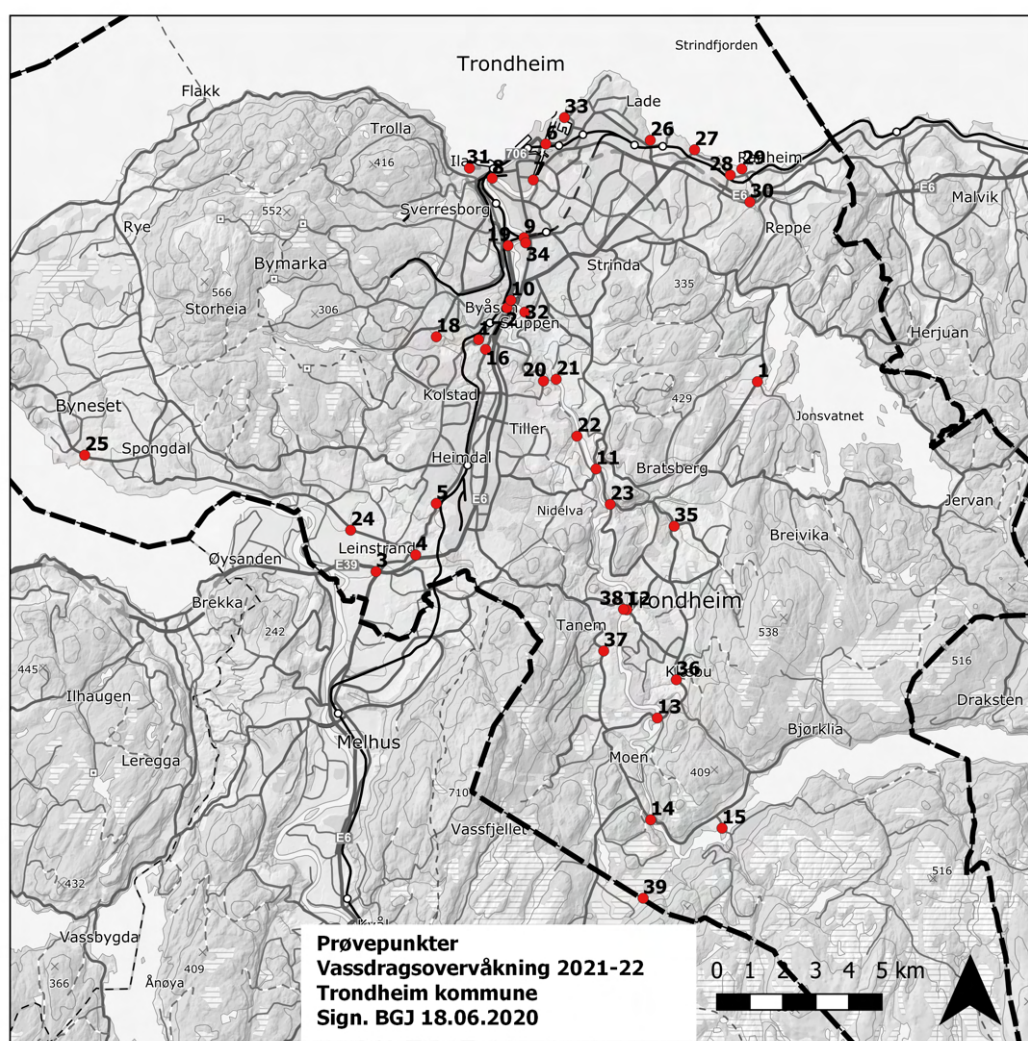 Strindfjorden
Trondheim
Flakk
33
Lade
Trolla
6
26
27
706
416
Ila
31
8
28
29
Ranheim
E6
E6
Malvik
30
Sverresborg
552
Rye
9
Reppe
19
34
Bymarka
Strinda
566
335
Storheia
306
10
Byåsen
2
32
Sluppen
Herjuan
18
17
16
20
21
1
Kolstad
429
Byneset
Jonsvatnet
Tiller
22
25
Spongdal
Heimdal
11
Bratsberg
E6
5
23
Nidelva
Jervan
24
35
Breivika
Leinstrand
4
Øysanden
E39
3
Brekka
38
12
Trondheim
242
Tanem
538
37
516
445
36
Klæbu
Ilhaugen
Draksten
13
Bjørklia
Melhus
Moen
Leregga
409
710
14
15
Vassfjellet
E6
516
432
39
Vassbygda
409
366
Ånøya
Prøvepunkter
Vassdragsovervåkning 2021-22
Trondheim kommune
Sign. BGJ 18.06.2020
0 1 2 3 4 5 km